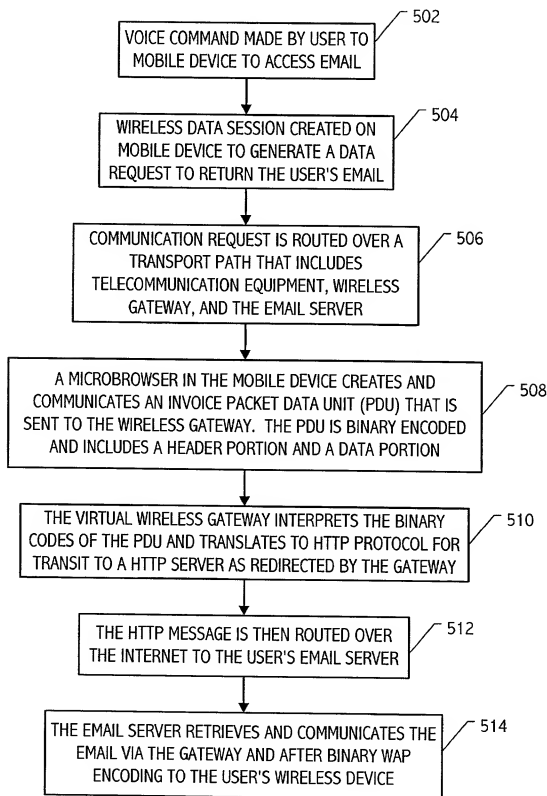 502
VOICE COMMAND MADE BY USER TO
MOBILE DEVICE TO ACCESS EMAIL
504
WIRELESS DATA SESSION CREATED ON
MOBILE DEVICE TO GENERATE A DATA
REQUEST TO RETURN THE USER'S EMAIL
506
COMMUNICATION REQUEST IS ROUTED OVER A
TRANSPORT PATH THAT INCLUDES
TELECOMMUNICATION EQUIPMENT, WIRELESS
GATEWAY, AND THE EMAIL SERVER
508
A MICROBROWSER IN THE MOBILE DEVICE CREATES AND
COMMUNICATES AN INVOICE PACKET DATA UNIT (PDU) THAT IS
SENT TO THE WIRELESS GATEWAY. THE PDU IS BINARY ENCODED
AND INCLUDES A HEADER PORTION AND A DATA PORTION
510
THE VIRTUAL WIRELESS GATEWAY INTERPRETS THE BINARY
CODES OF THE PDU AND TRANSLATES TO HTTP PROTOCOL FOR
TRANSIT TO A HTTP SERVER AS REDIRECTED BY THE GATEWAY
512
THE HTTP MESSAGE IS THEN ROUTED OVER
THE INTERNET TO THE USER'S EMAIL SERVER
514
THE EMAIL SERVER RETRIEVES AND COMMUNICATES THE
EMAIL VIA THE GATEWAY AND AFTER BINARY WAP
ENCODING TO THE USER'S WIRELESS DEVICE